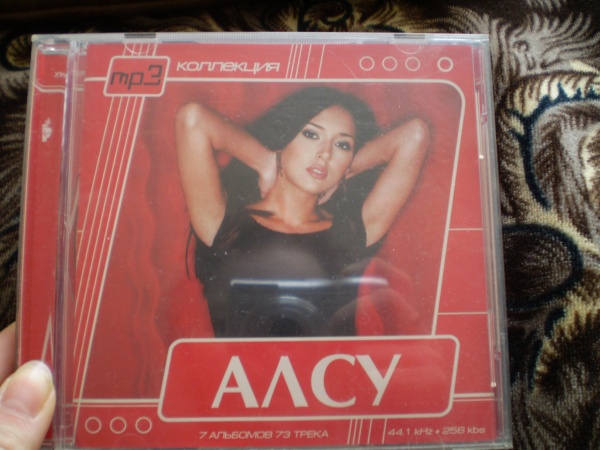 mp3
КОЛЛЕКЦИЯ
АЛСУ
7 АЛЬБОМОВ 73 ТРЕКА
44.1 kHz • 256 kbs